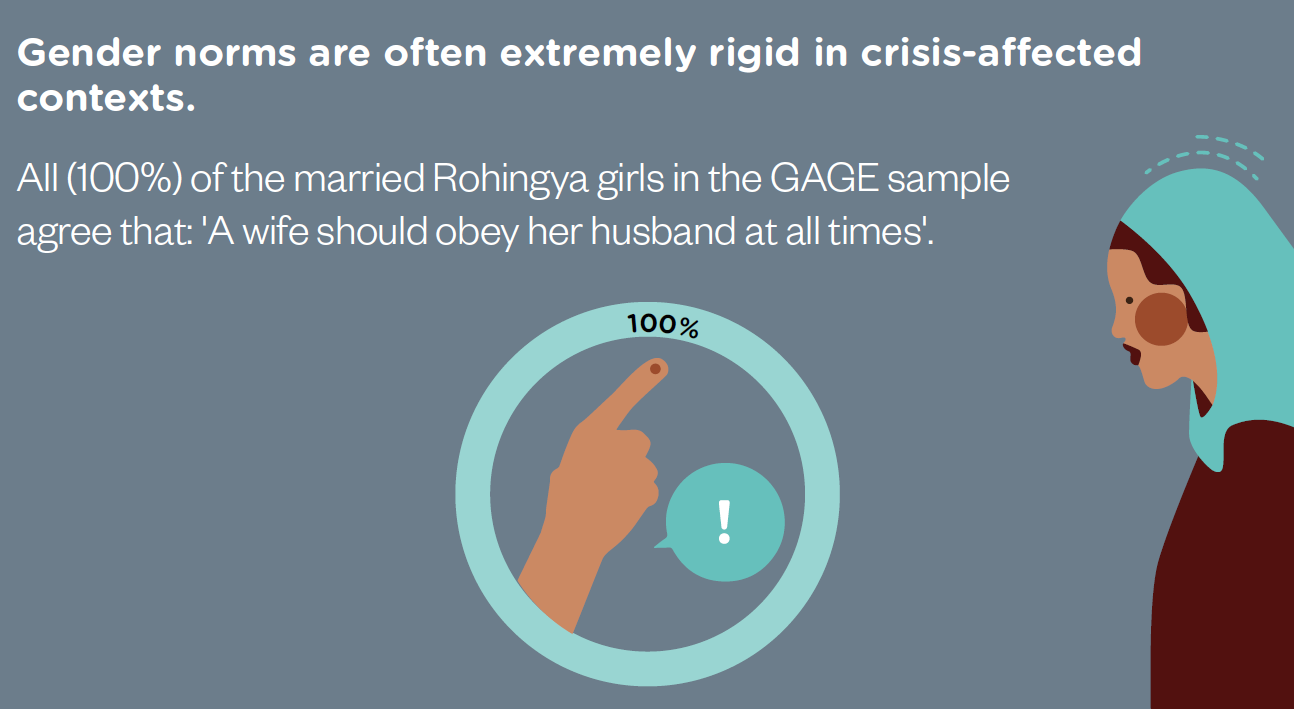 Gender norms are often extremely rigid in crisis-affected
contexts.
All (100%) of the married Rohingya girls in the GAGE sample
agree that: 'A wife should obey her husband at all times'.
100%
!